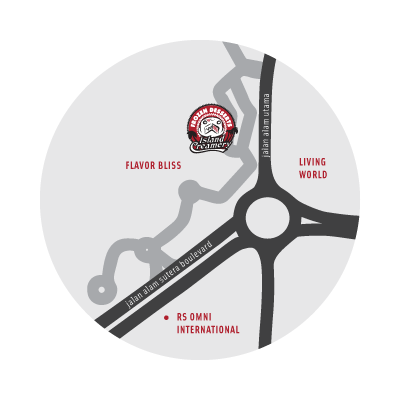 jalan alam utama
FROZEN DESSERTS
Island
Creamery
FLAVOR BLISS
LIVING
WORLD
jalan alam sutera boulevard
RS OMNI
INTERNATIONAL